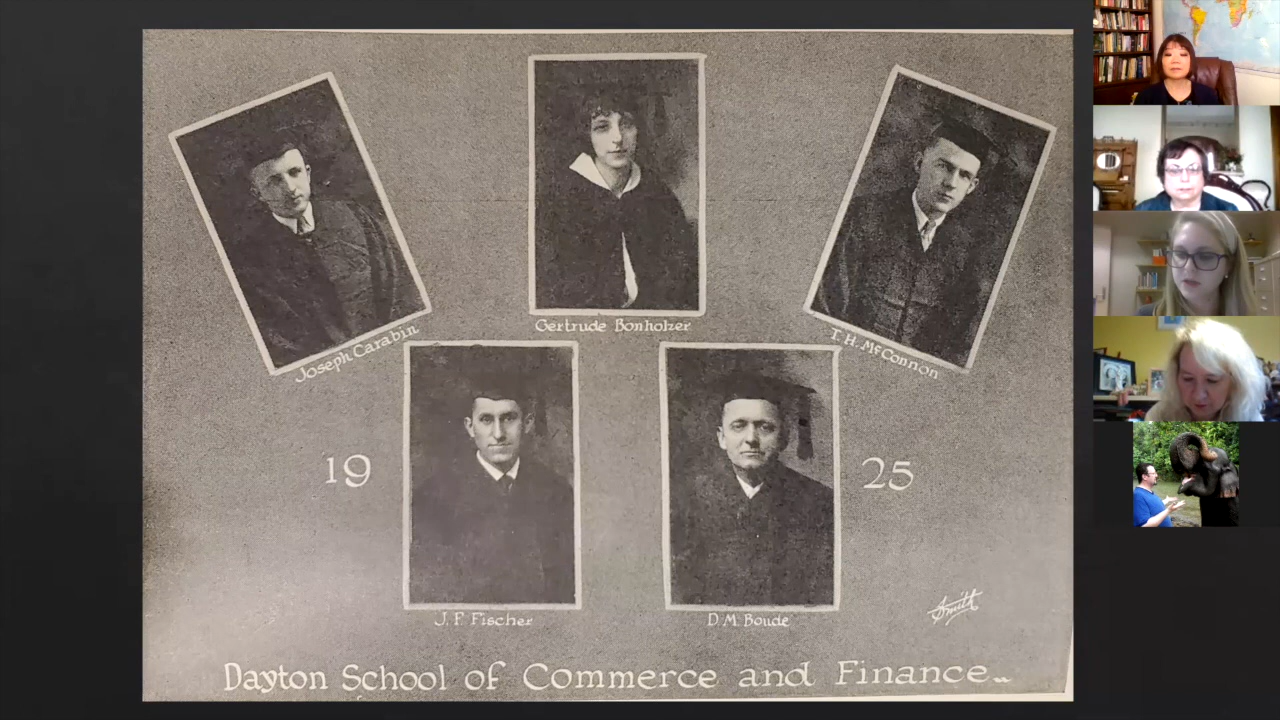 Joseph Carabin
Gertrude Bonholzer
T. H. McConnon
19
25
J. F. Fischer
D. M. Boude
Smith
Dayton School of Commerce and Finance